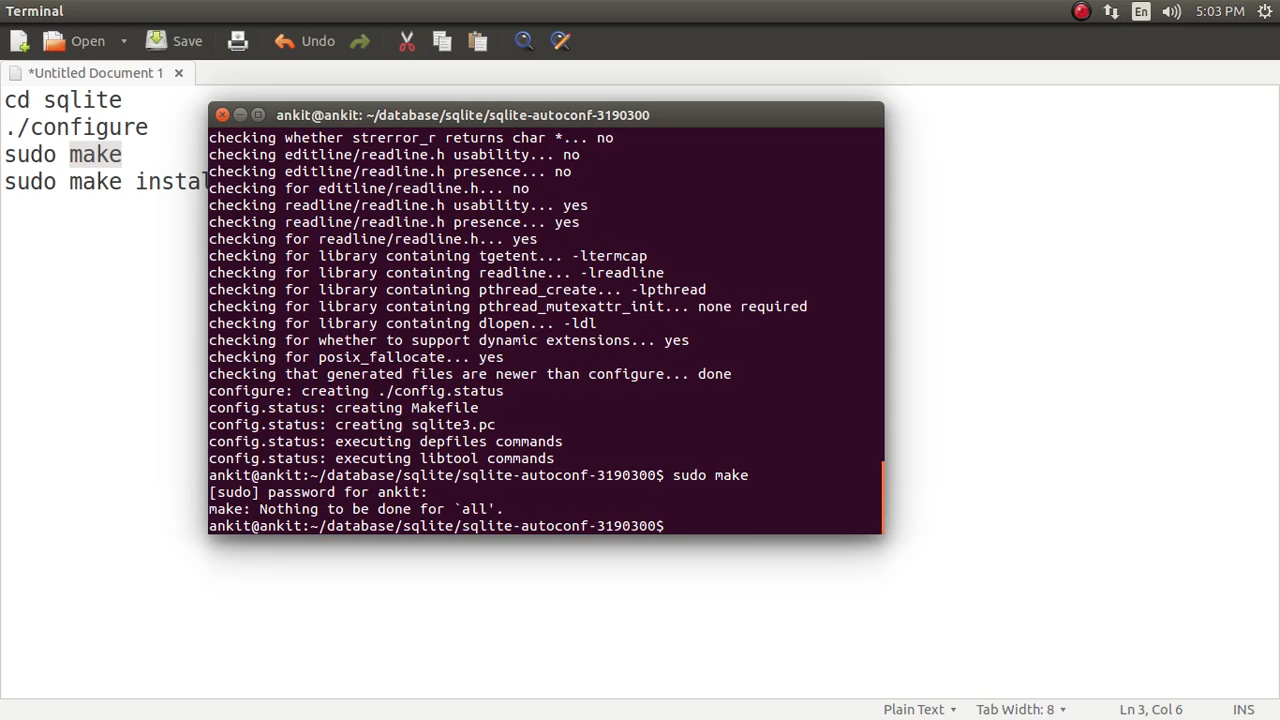 Terminal
En
5:03 PM
Open
Save
Undo
*Untitled Document 1
cd sqlite
./configure
sudo make
sudo make instal
ankit@ankit: ~/database/sqlite/sqlite-autoconf-3190300
checking whether strerror_r returns char *... no
checking editline/readline.h usability... no
checking editline/readline.h presence... no
checking for editline/readline.h... no
checking readline/readline.h usability... yes
checking readline/readline.h presence... yes
checking for readline/readline.h... yes
checking for library containing tgetent... -ltermcap
checking for library containing readline... -lreadline
checking for library containing pthread_create... -lpthread
checking for library containing pthread_mutexattr_init... none required
checking for library containing dlopen... -ldl
checking for whether to support dynamic extensions... yes
checking for posix_fallocate... yes
checking that generated files are newer than configure... done
configure: creating ./config.status
config.status: creating Makefile
config.status: creating sqlite3.pc
config.status: executing depfiles commands
config.status: executing libtool commands
ankit@ankit:~/database/sqlite/sqlite-autoconf-3190300$ sudo make
[sudo] password for ankit:
make: Nothing to be done for `all'.
ankit@ankit:~/database/sqlite/sqlite-autoconf-3190300$
Plain Text
Tab Width: 8
Ln 3, Col 6
INS